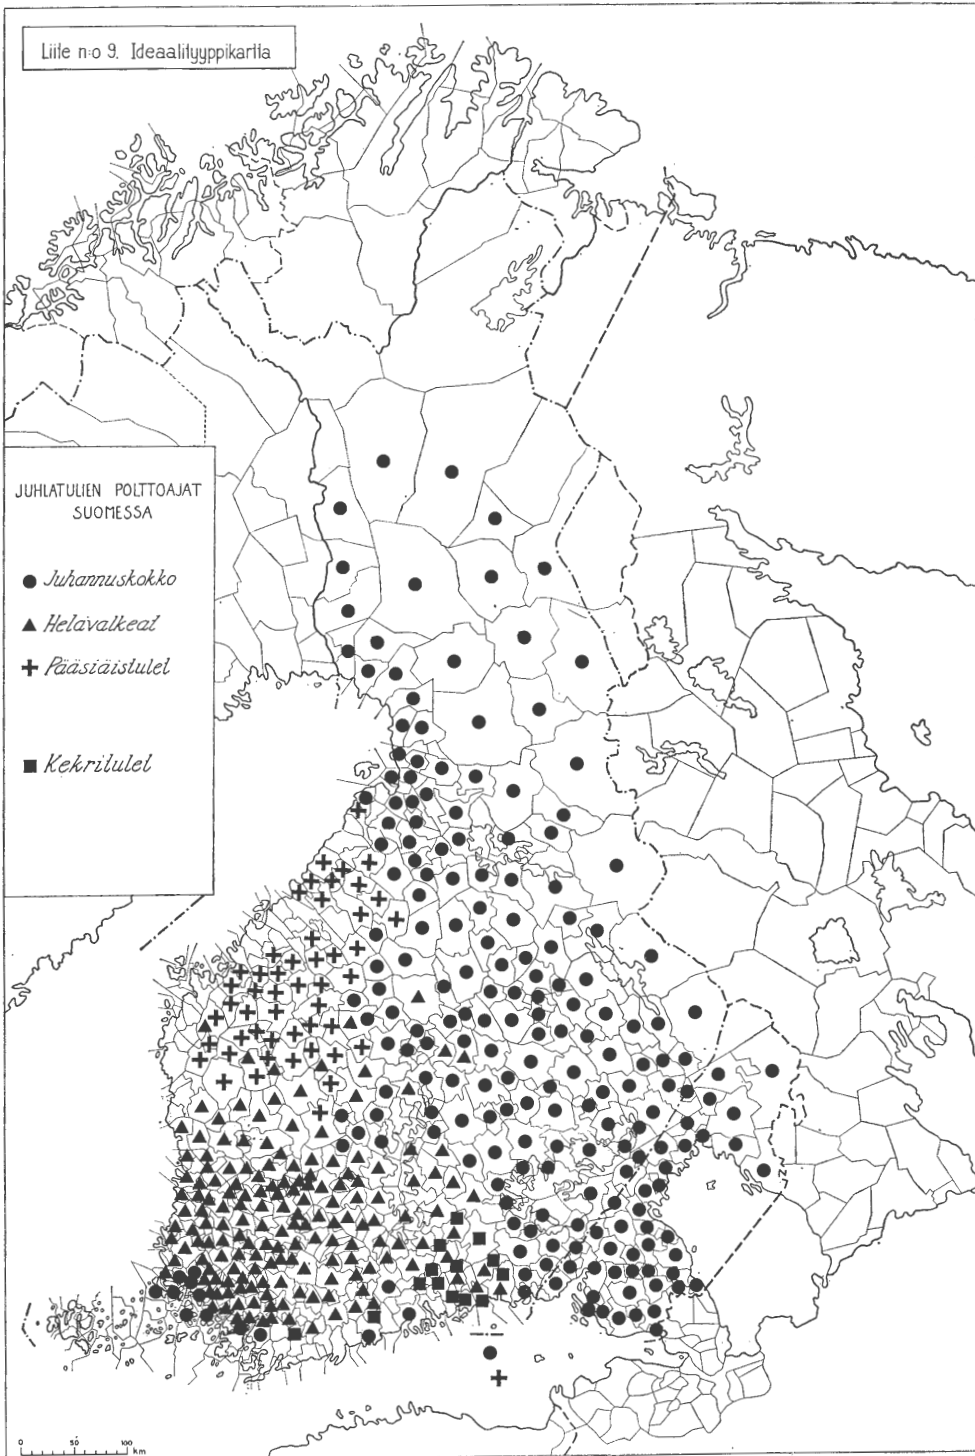 Liite n:o 9. Ideaalityyppikartta
JUHLATULIEN POLTTOAJAT
SUOMESSA
Juhannuskokko
Helavalkeat
Pääsiäistulet
Kekritulet
0 50 100
km